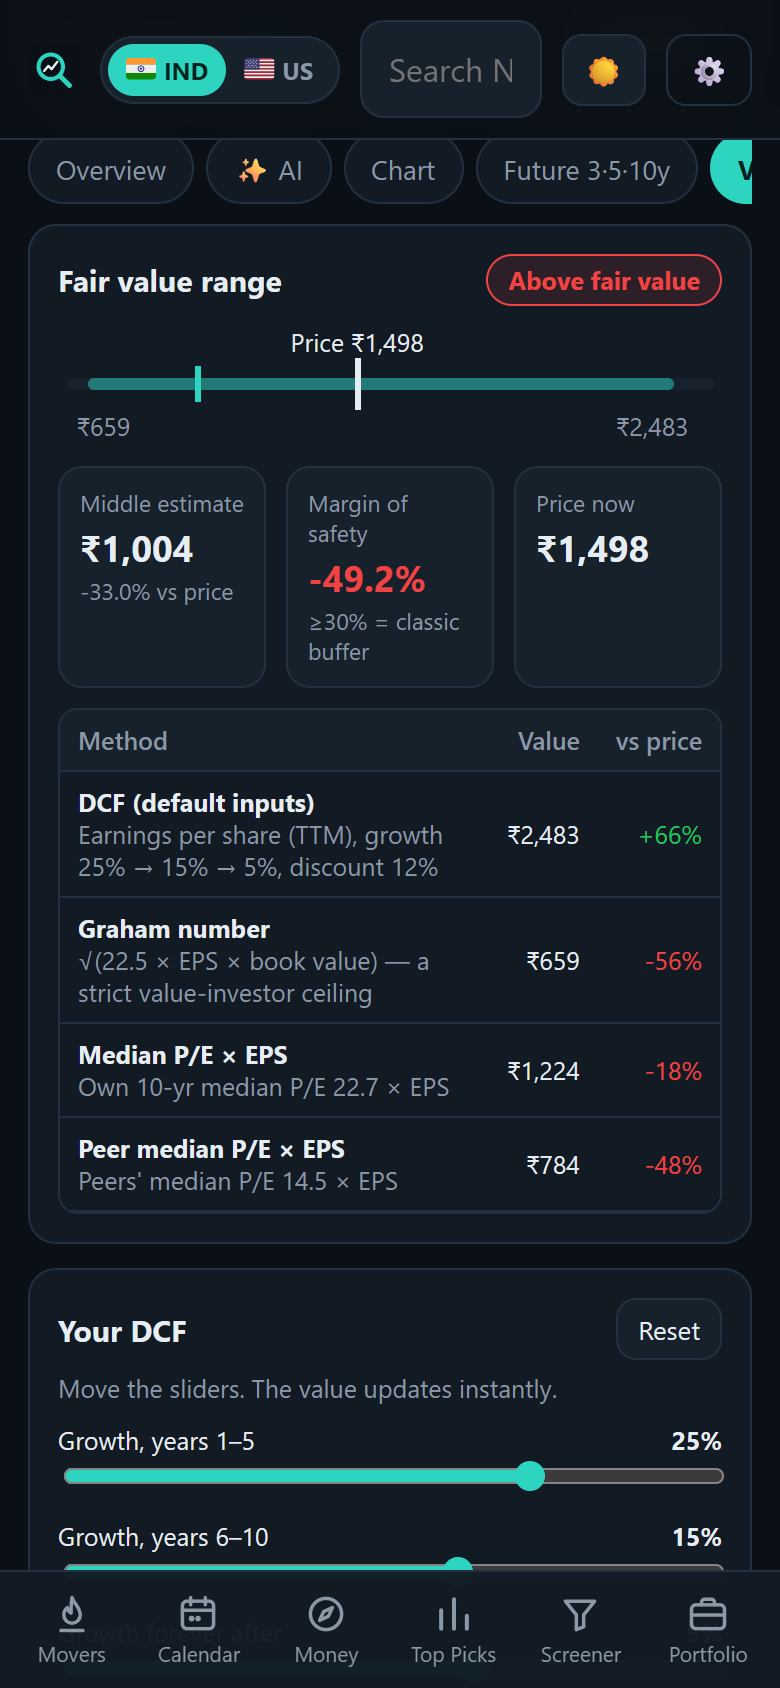 IND
US
Search N
Overview
✨ AI
Chart
Future 3·5·10y
V
Fair value range
Above fair value
Price ₹1,498
₹659
₹2,483
Middle estimate
₹1,004
-33.0% vs price
Margin of
safety
-49.2%
≥30% = classic
buffer
Price now
₹1,498
Method
Value
vs price
DCF (default inputs)
Earnings per share (TTM), growth
25% → 15% → 5%, discount 12%
₹2,483
+66%
Graham number
√(22.5 × EPS × book value) — a
strict value-investor ceiling
₹659
-56%
Median P/E × EPS
Own 10-yr median P/E 22.7 × EPS
₹1,224
-18%
Peer median P/E × EPS
Peers' median P/E 14.5 × EPS
₹784
-48%
Your DCF
Reset
Move the sliders. The value updates instantly.
Growth, years 1–5
25%
Growth, years 6–10
15%
Growth forever after
Movers
Calendar
Money
Top Picks
Screener
Portfolio